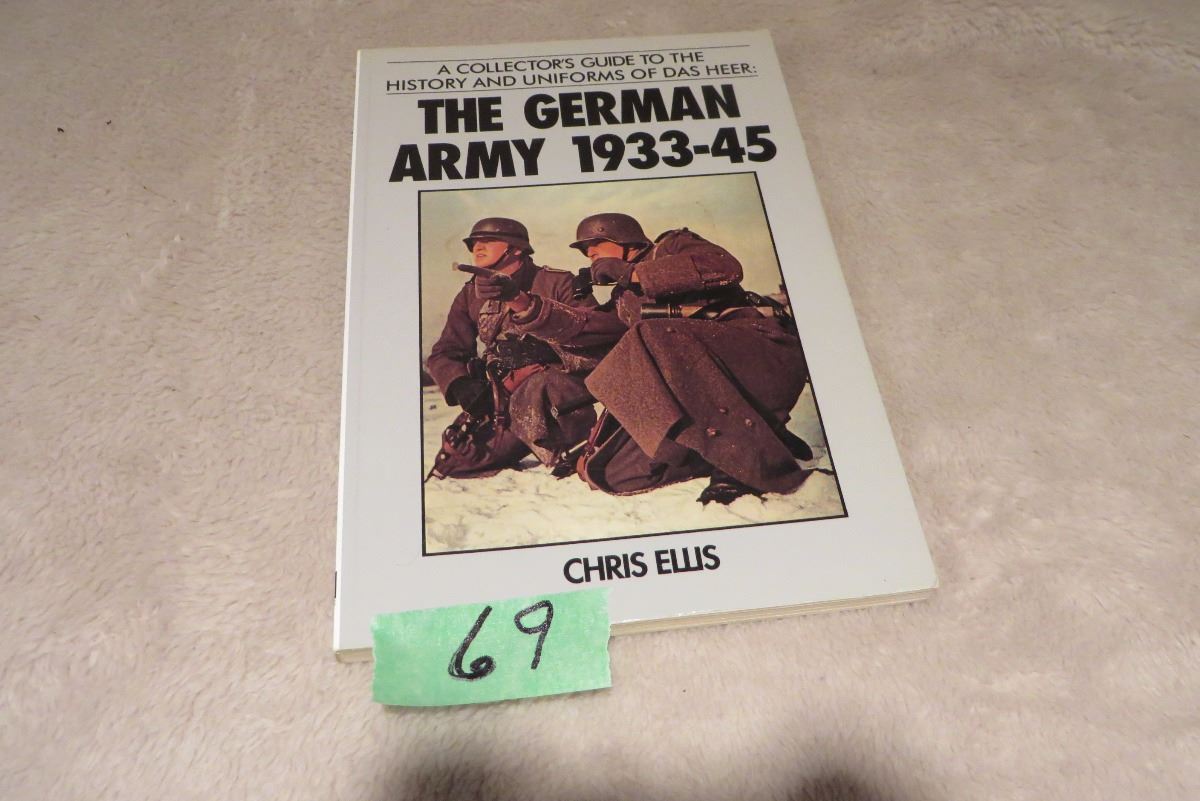 A COLLECTOR'S GUIDE TO THE
HISTORY AND UNIFORMS OF DAS HEER:
THE GERMAN
ARMY 1933-45
CHRIS ELLIS
69